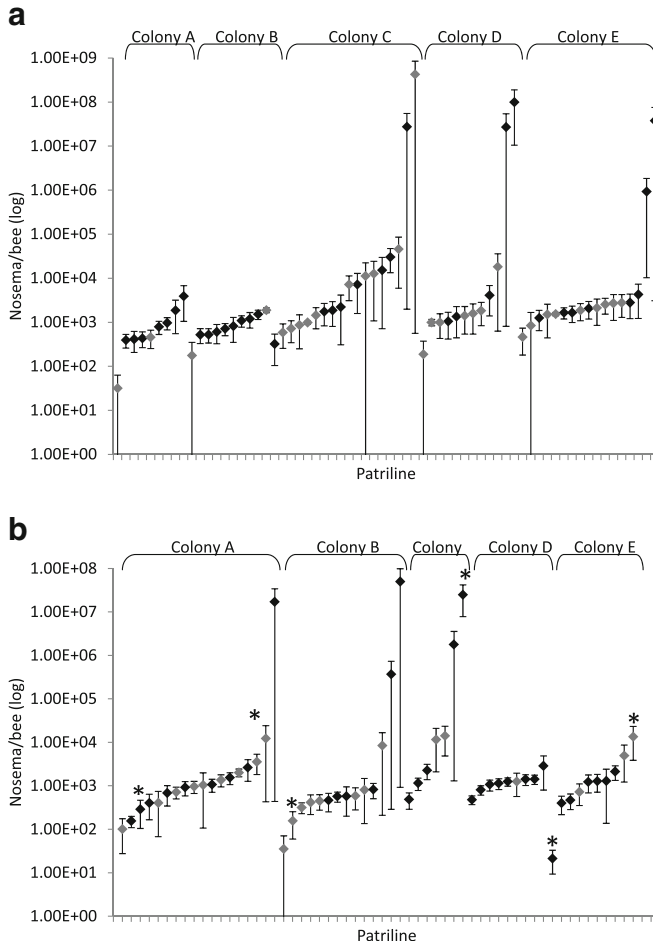 a
Colony A Colony B Colony C Colony D Colony E
1.00E+09
1.00E+08
1.00E+07
1.00E+06
1.00E+05
1.00E+04
1.00E+03
1.00E+02
1.00E+01
1.00E+00
Nosema/bee (log)
Patriline
b
Colony A Colony B Colony Colony D Colony E
1.00E+08
1.00E+07
1.00E+06
1.00E+05
1.00E+04
1.00E+03
1.00E+02
1.00E+01
1.00E+00
Nosema/bee (log)
* * * * * *
Patriline